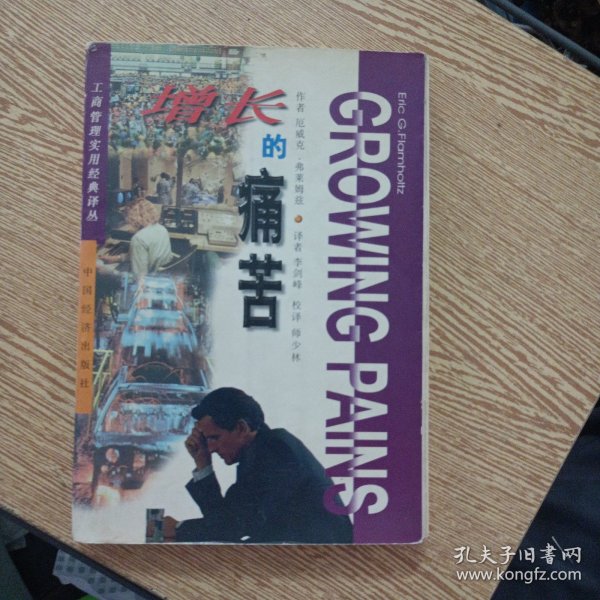 工商管理实用经典译丛
中国经济出版社
增长
的
痛苦
作者 厄威克·弗莱姆兹
译者 李剑峰 校译 师少林
Eric G.Flamholtz
GROWING PAINS
孔夫子旧书网
www.kongfz.com